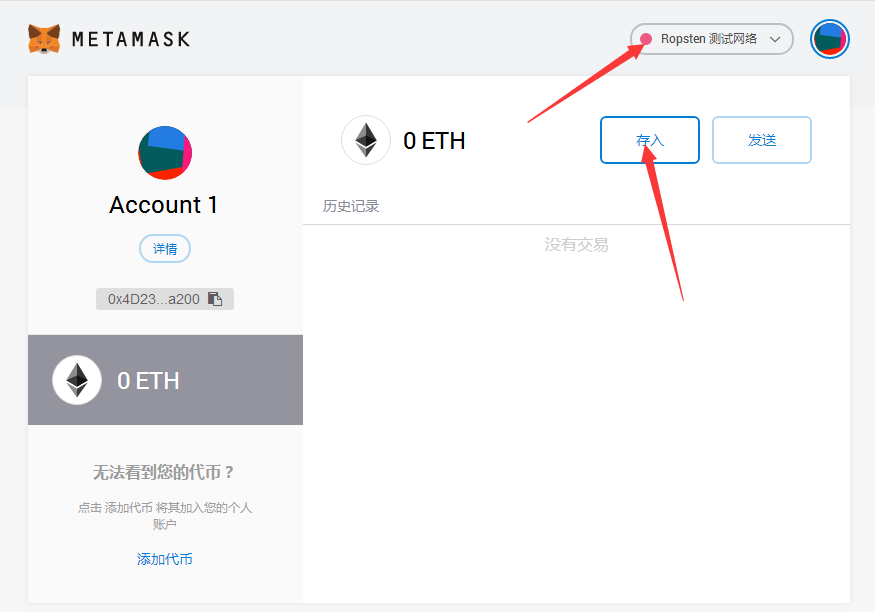 METAMASK
Ropsten 测试网络
Account 1
详情
0x4D23...a200
0 ETH
无法看到您的代币？
点击 添加代币 将其加入您的个人
账户
添加代币
0 ETH
存入
发送
历史记录
没有交易